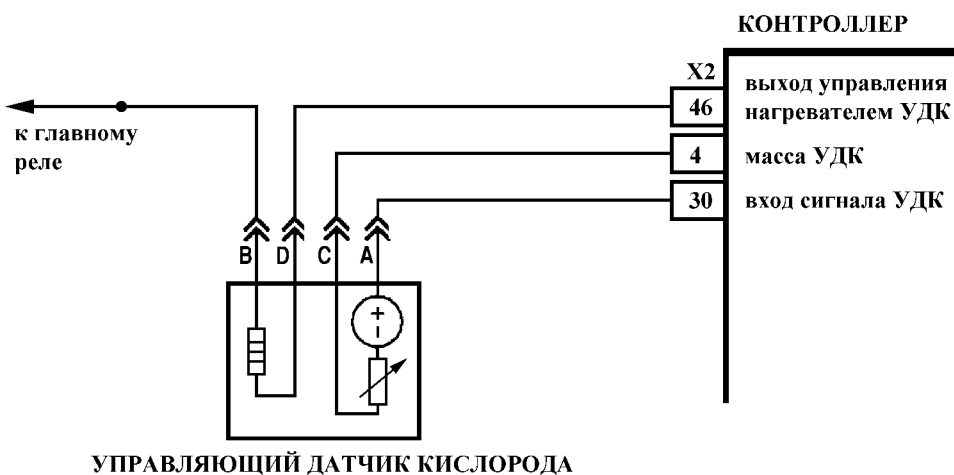 КОНТРОЛЛЕР
X2
46
выход управления
нагревателем УДК
4
масса УДК
30
вход сигнала УДК
к главному
реле
B D C A
УПРАВЛЯЮЩИЙ ДАТЧИК КИСЛОРОДА